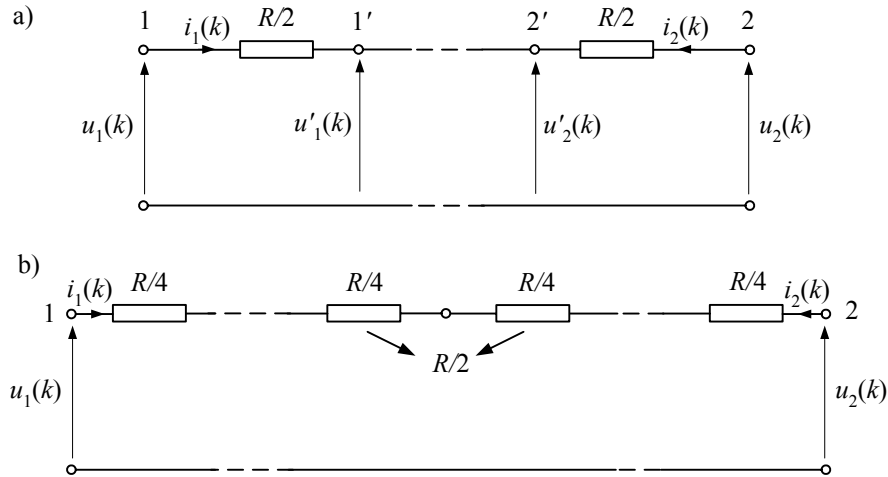 a)
1 i₁(k) R/2 1′ 2′ R/2 i₂(k) 2
u₁(k) u′₁(k) u′₂(k) u₂(k)
b)
1 i₁(k) R/4 R/4 R/4 R/4 i₂(k) 2
R/2
u₁(k) u₂(k)